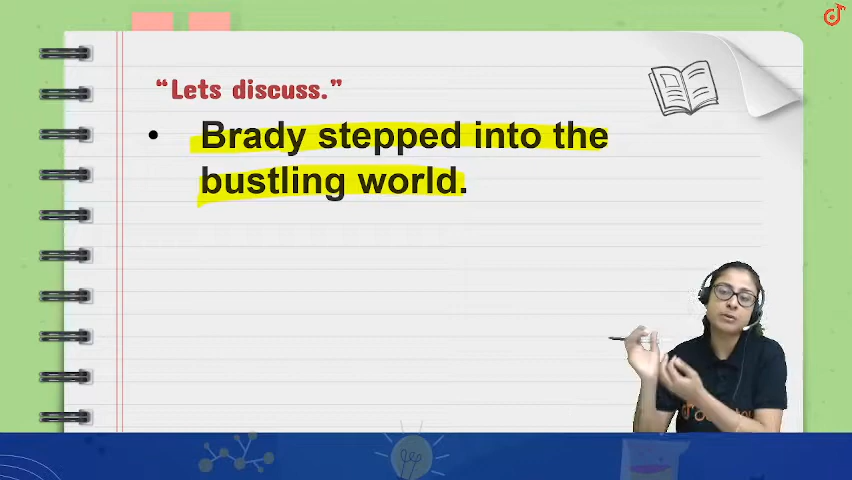 “Lets discuss.”
• Brady stepped into the
bustling world.